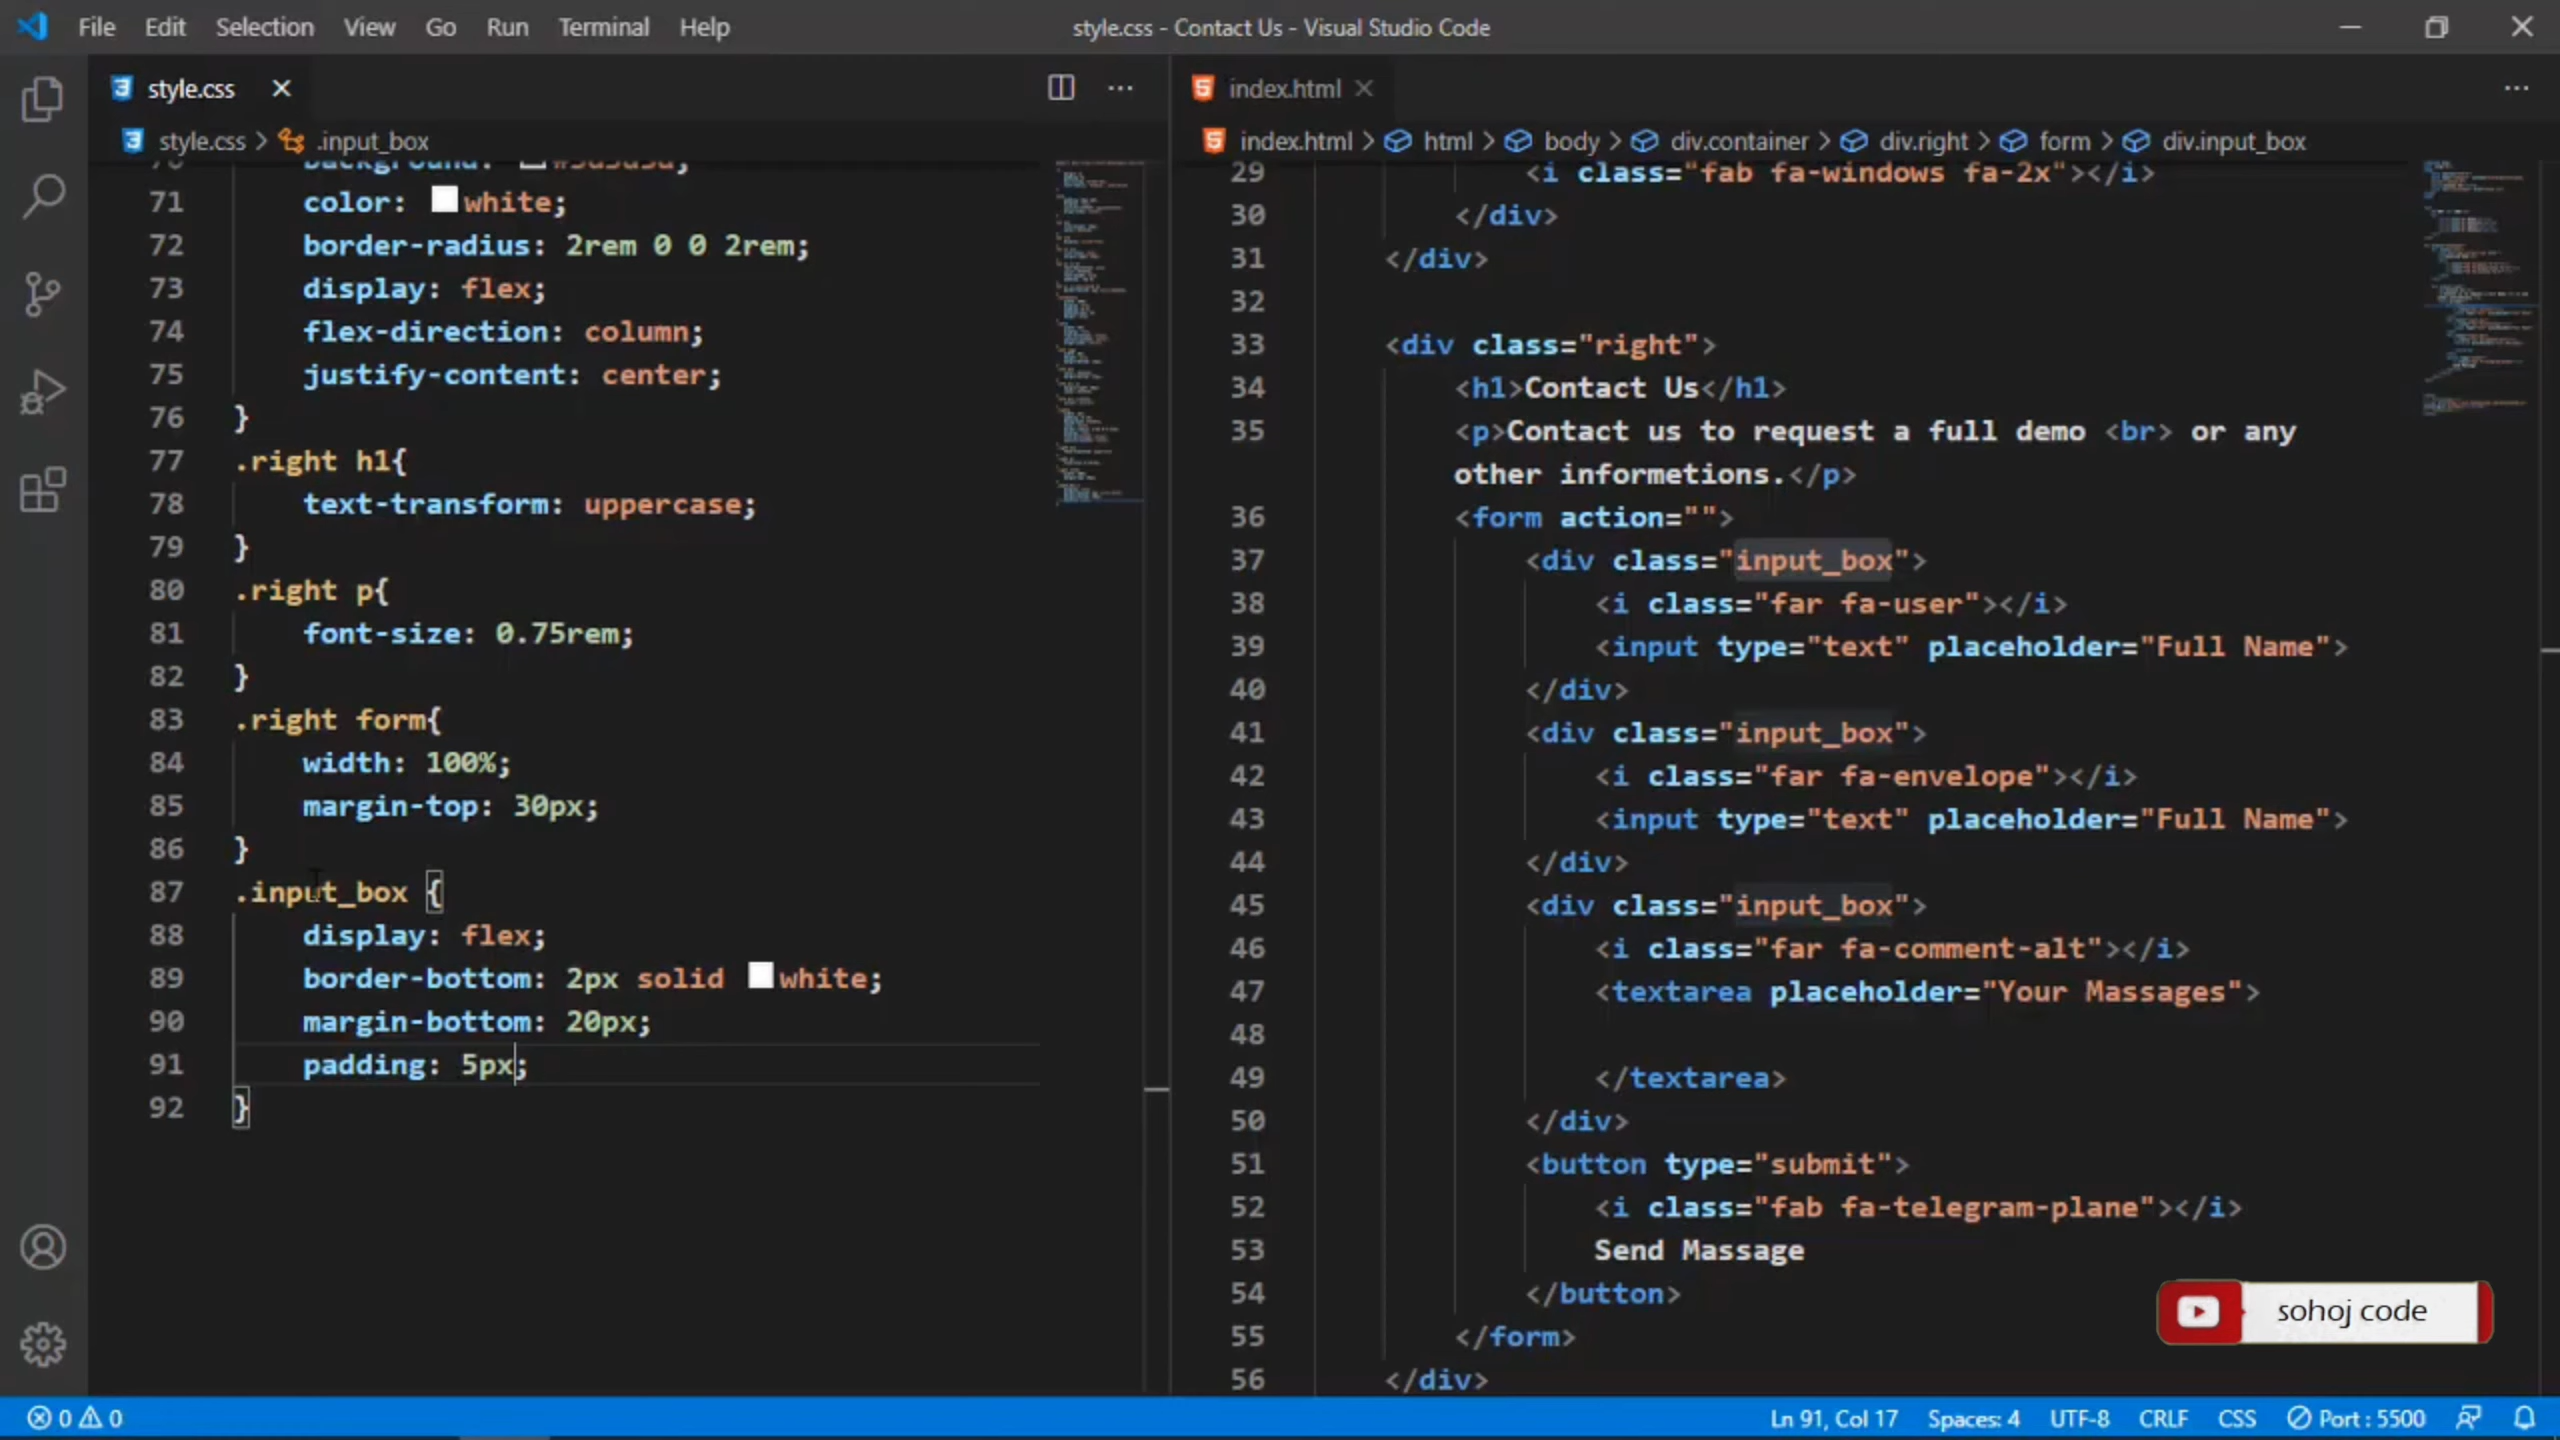 File Edit Selection View Go Run Terminal Help
style.css - Contact Us - Visual Studio Code
style.css
style.css > .input_box
71 color: white;
72 border-radius: 2rem 0 0 2rem;
73 display: flex;
74 flex-direction: column;
75 justify-content: center;
76 }
77 .right h1{
78 text-transform: uppercase;
79 }
80 .right p{
81 font-size: 0.75rem;
82 }
83 .right form{
84 width: 100%;
85 margin-top: 30px;
86 }
87 .input_box {
88 display: flex;
89 border-bottom: 2px solid white;
90 margin-bottom: 20px;
91 padding: 5px;
92 }
index.html
index.html > html > body > div.container > div.right > form > div.input_box
29 <i class="fab fa-windows fa-2x"></i>
30 </div>
31 </div>
32
33 <div class="right">
34 <h1>Contact Us</h1>
35 <p>Contact us to request a full demo <br> or any
other informetions.</p>
36 <form action="">
37 <div class="input_box">
38 <i class="far fa-user"></i>
39 <input type="text" placeholder="Full Name">
40 </div>
41 <div class="input_box">
42 <i class="far fa-envelope"></i>
43 <input type="text" placeholder="Full Name">
44 </div>
45 <div class="input_box">
46 <i class="far fa-comment-alt"></i>
47 <textarea placeholder="Your Massages">
48
49 </textarea>
50 </div>
51 <button type="submit">
52 <i class="fab fa-telegram-plane"></i>
53 Send Massage
54 </button>
55 </form>
56 </div>
sohoj code
0 0
Ln 91, Col 17 Spaces: 4 UTF-8 CRLF CSS Port : 5500